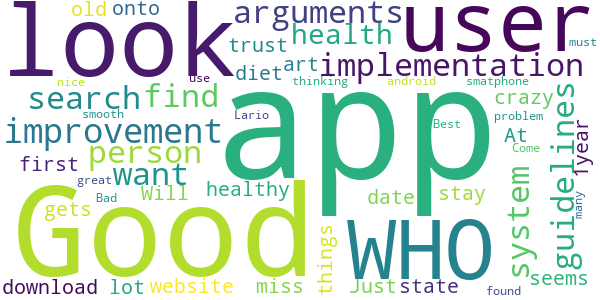 look
old
onto
arguments
user
trust
health
diet
art
implementation
must
nice
use
thinking
android
smatphone
search
find
app
crazy
guidelines
1year
smooth
Lario
Best
problem
improvement
person
At
first
want
great
Will
healthy
date
stay
seems
Come
many
Bad
gets
Good
WHO
system
things
download
lot
website
miss
Just
state
found